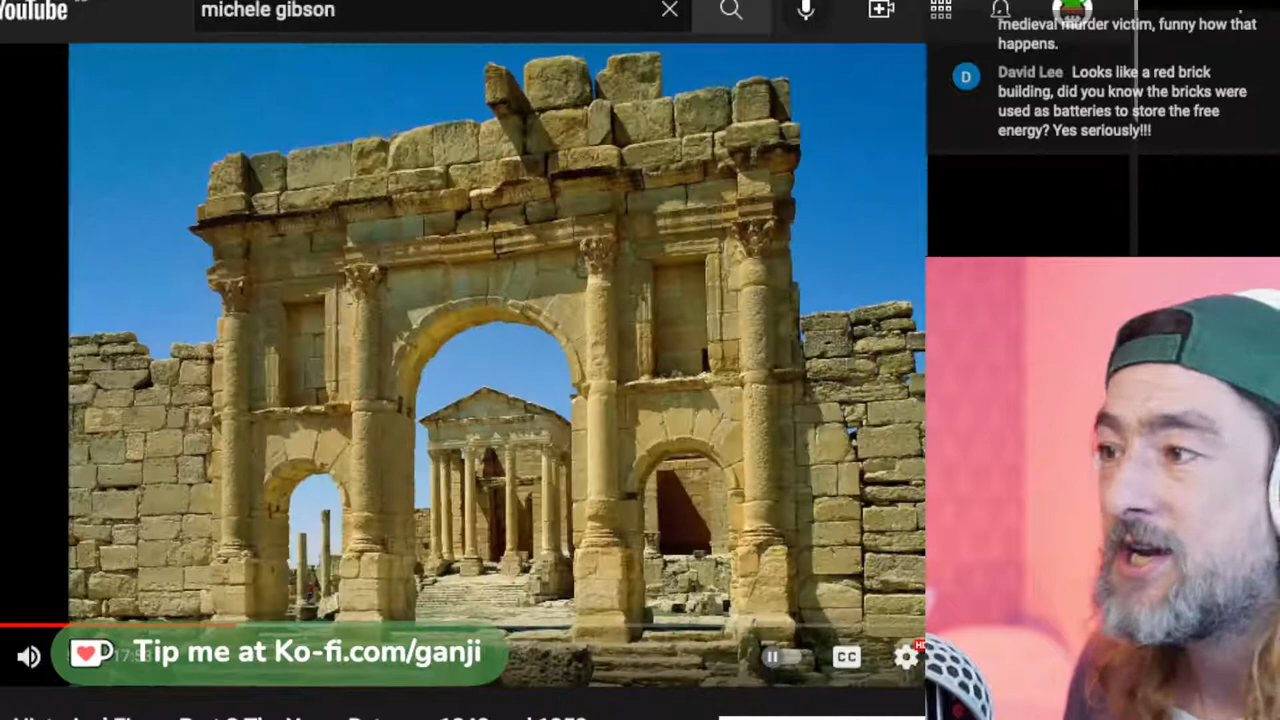 YouTube
michele gibson
medieval murder victim, funny how that
happens.
D
David Lee Looks like a red brick
building, did you know the bricks were
used as batteries to store the free
energy? Yes seriously!!!
Tip me at Ko-fi.com/ganji
CC
HD